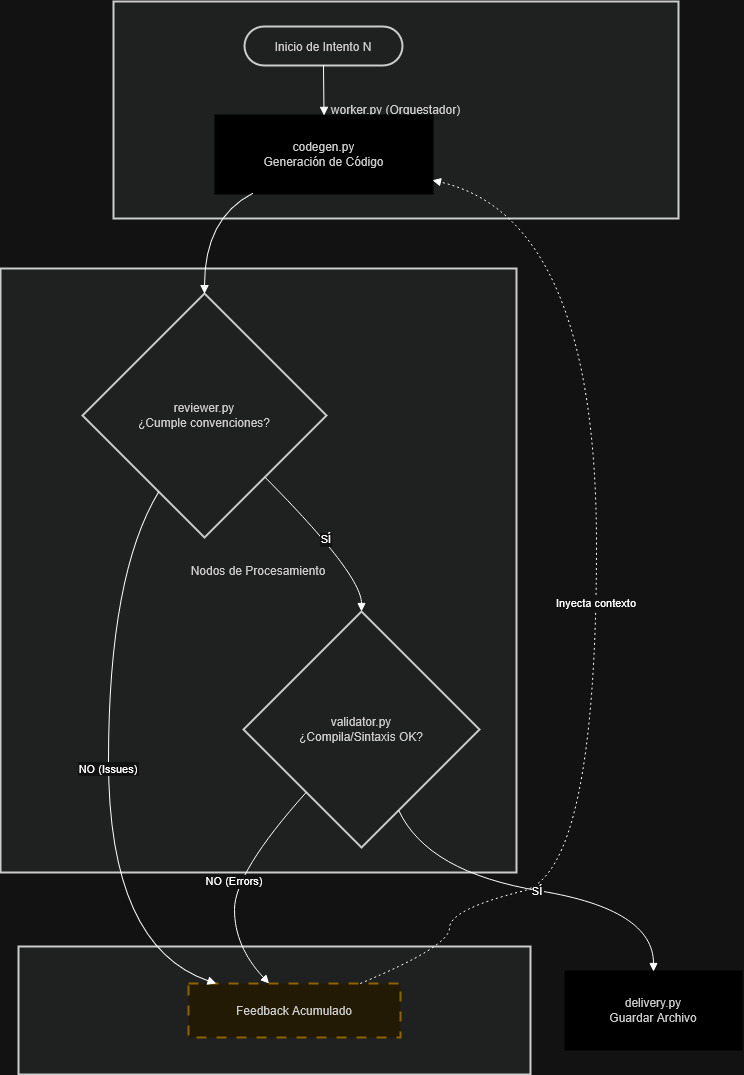 Inicio de Intento N
worker.py (Orquestador)
codegen.py
Generación de Código
reviewer.py
¿Cumple convenciones?
SÍ
Nodos de Procesamiento
Inyecta contexto
validator.py
¿Compila/Sintaxis OK?
NO (Issues)
NO (Errors)
SÍ
Feedback Acumulado
delivery.py
Guardar Archivo